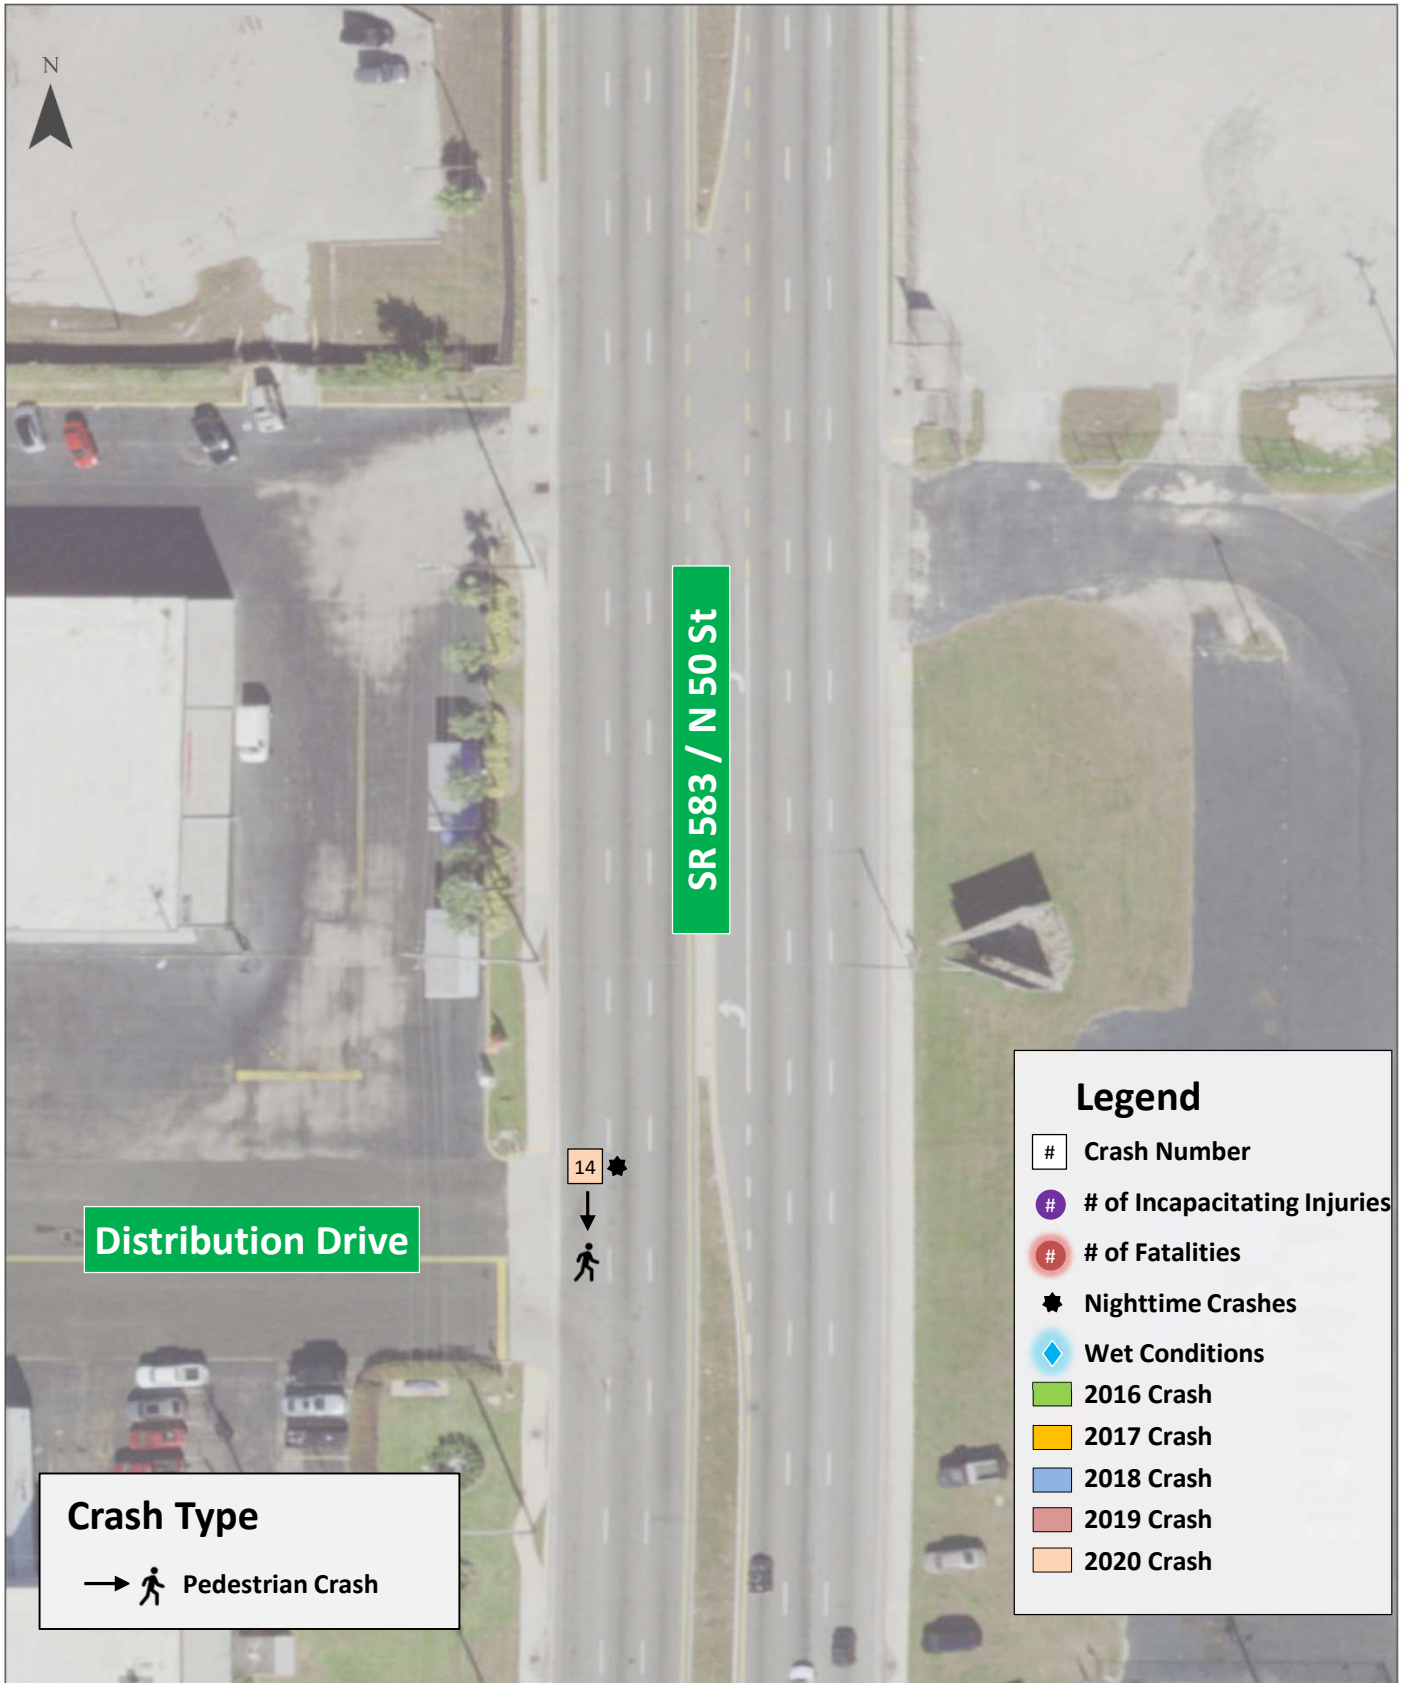 N
SR 583 / N 50 St
14
Distribution Drive
Legend
# Crash Number
# # of Incapacitating Injuries
# # of Fatalities
Nighttime Crashes
Wet Conditions
2016 Crash
2017 Crash
2018 Crash
2019 Crash
2020 Crash
Crash Type
Pedestrian Crash